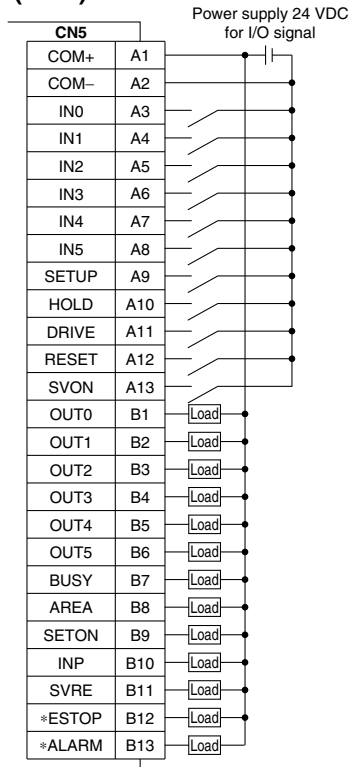 Power supply 24 VDC
for I/O signal
CN5
COM+ A1
COM− A2
IN0 A3
IN1 A4
IN2 A5
IN3 A6
IN4 A7
IN5 A8
SETUP A9
HOLD A10
DRIVE A11
RESET A12
SVON A13
OUT0 B1 Load
OUT1 B2 Load
OUT2 B3 Load
OUT3 B4 Load
OUT4 B5 Load
OUT5 B6 Load
BUSY B7 Load
AREA B8 Load
SETON B9 Load
INP B10 Load
SVRE B11 Load
∗ESTOP B12 Load
∗ALARM B13 Load